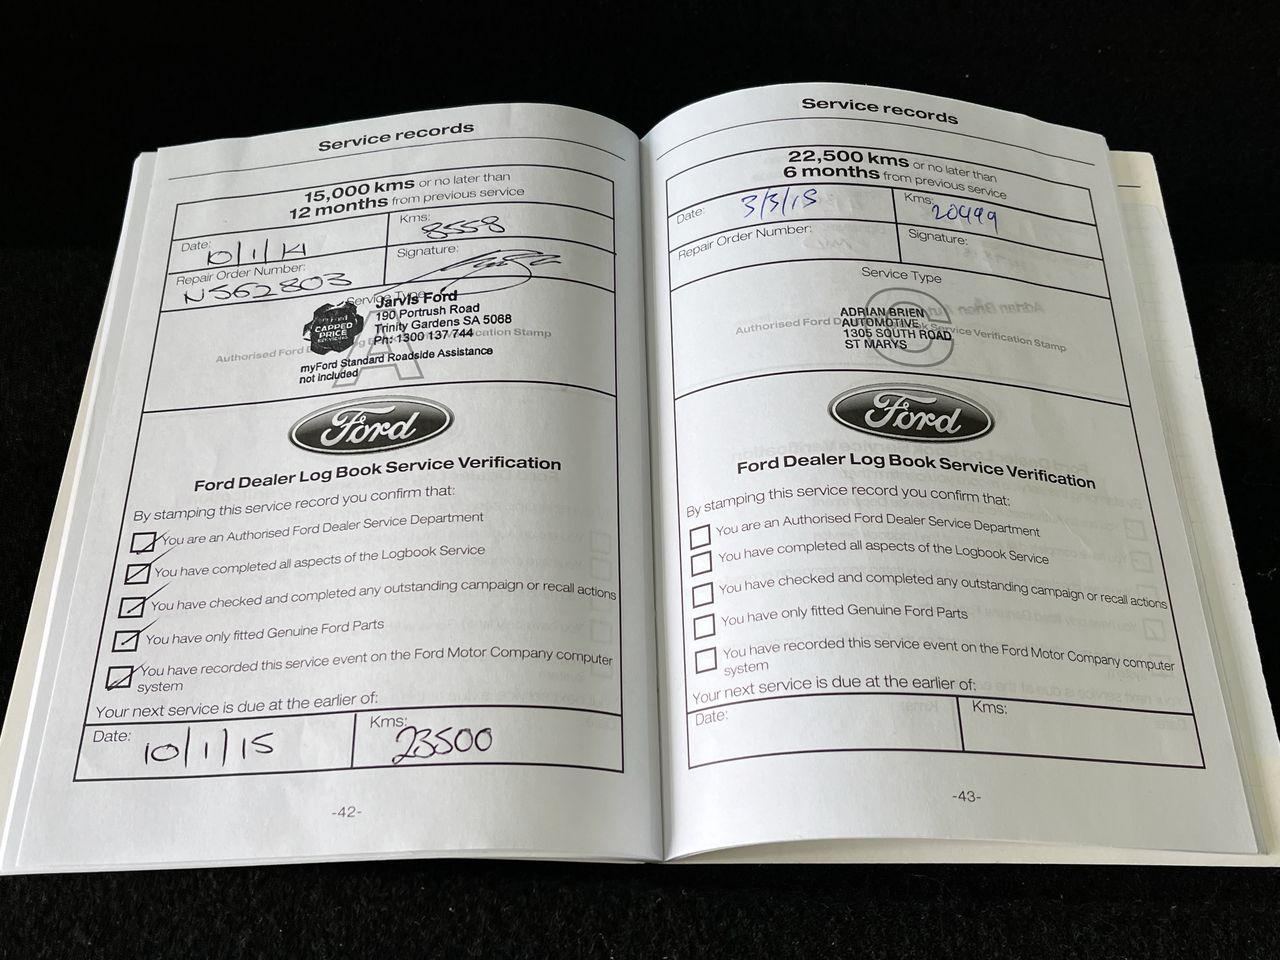 Service records
15,000 kms or no later than
12 months from previous service
Date: 10/1/14
Kms: 8558
Repair Order Number: N562803
Signature:
Service Type
CAPPED
PRICE
Jarvis Ford
190 Portrush Road
Trinity Gardens SA 5068
Ph: 1300 137 744
Authorised Ford D
cation Stamp
myFord Standard Roadside Assistance
not included
A
Ford
Ford Dealer Log Book Service Verification
By stamping this service record you confirm that:
You are an Authorised Ford Dealer Service Department
You have completed all aspects of the Logbook Service
You have checked and completed any outstanding campaign or recall actions
You have only fitted Genuine Ford Parts
You have recorded this service event on the Ford Motor Company computer
system
Your next service is due at the earlier of:
Date: 10/1/15
Kms: 23500
-42-
Service records
22,500 kms or no later than
6 months from previous service
Date: 3/3/15
Kms: 20499
Repair Order Number:
Signature:
Service Type
S
ADRIAN BRIEN
AUTOMOTIVE
1305 SOUTH ROAD
ST MARYS
Authorised Ford D k Service Verification Stamp
Ford
Ford Dealer Log Book Service Verification
By stamping this service record you confirm that:
You are an Authorised Ford Dealer Service Department
You have completed all aspects of the Logbook Service
You have checked and completed any outstanding campaign or recall actions
You have only fitted Genuine Ford Parts
You have recorded this service event on the Ford Motor Company computer
system
Your next service is due at the earlier of:
Date:
Kms:
-43-